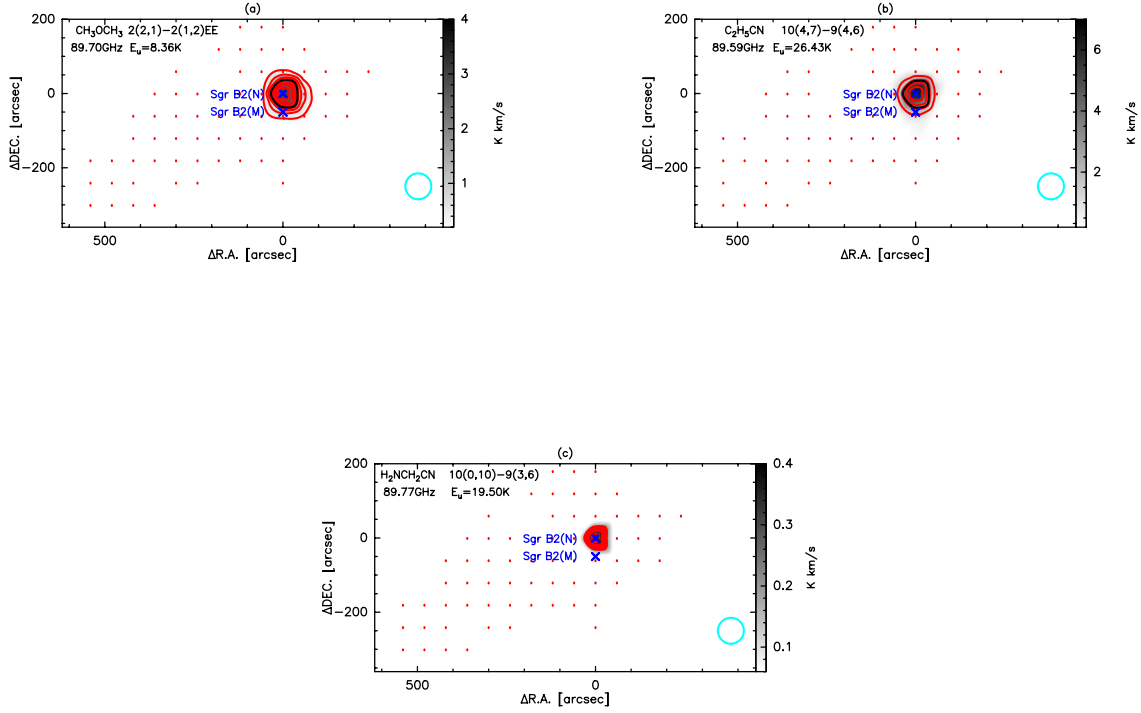 (a)
CH₃OCH₃ 2(2,1)−2(1,2)EE
89.70GHz Eᵤ=8.36K
Sgr B2(N)
Sgr B2(M)
200
0
−200
ΔDEC. [arcsec]
500 0
ΔR.A. [arcsec]
4
3
2
1
K km/s
(b)
C₂H₅CN 10(4,7)−9(4,6)
89.59GHz Eᵤ=26.43K
Sgr B2(N)
Sgr B2(M)
200
0
−200
ΔDEC. [arcsec]
500 0
ΔR.A. [arcsec]
6
4
2
K km/s
(c)
H₂NCH₂CN 10(0,10)−9(3,6)
89.77GHz Eᵤ=19.50K
Sgr B2(N)
Sgr B2(M)
200
0
−200
ΔDEC. [arcsec]
500 0
ΔR.A. [arcsec]
0.4
0.3
0.2
0.1
K km/s